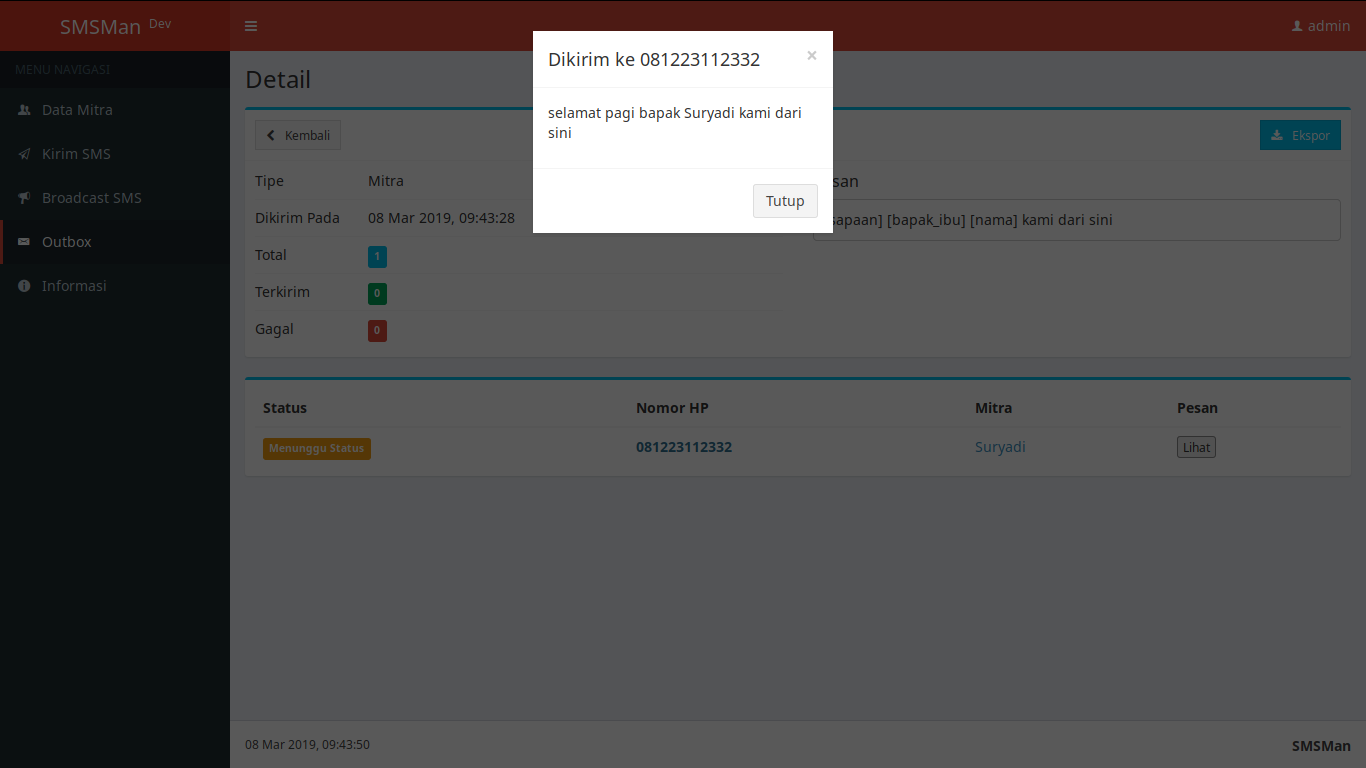 SMSMan Dev
admin
MENU NAVIGASI
Data Mitra
Kirim SMS
Broadcast SMS
Outbox
Informasi
Dikirim ke 081223112332 ×
selamat pagi bapak Suryadi kami dari
sini
Tutup
Detail
Kembali
Ekspor
Tipe Mitra
Dikirim Pada 08 Mar 2019, 09:43:28
Total 1
Terkirim 0
Gagal 0
san
sapaan] [bapak_ibu] [nama] kami dari sini
Status Nomor HP Mitra Pesan
Menunggu Status 081223112332 Suryadi Lihat
08 Mar 2019, 09:43:50
SMSMan